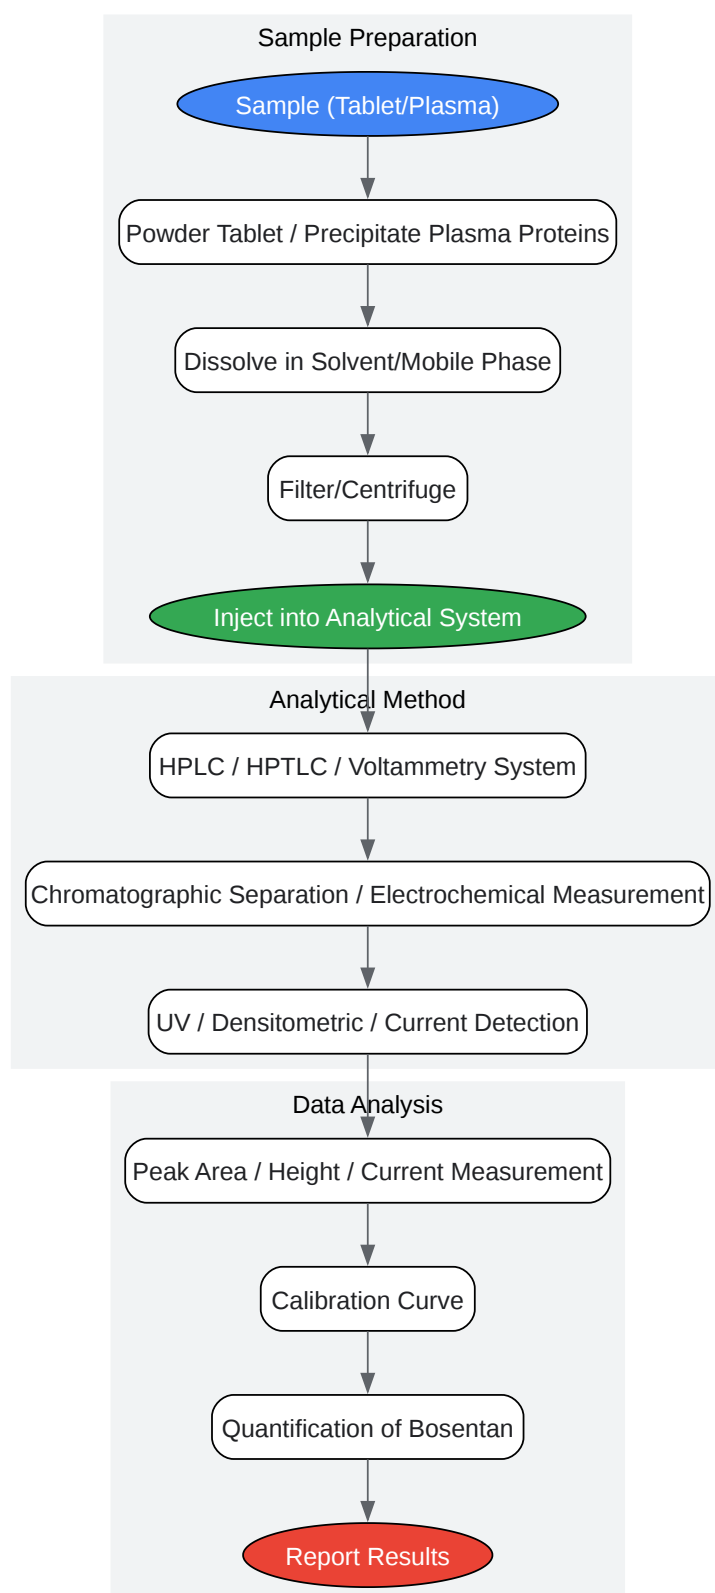 Sample Preparation
Sample (Tablet/Plasma)
Powder Tablet / Precipitate Plasma Proteins
Dissolve in Solvent/Mobile Phase
Filter/Centrifuge
Inject into Analytical System
Analytical Method
HPLC / HPTLC / Voltammetry System
Chromatographic Separation / Electrochemical Measurement
UV / Densitometric / Current Detection
Data Analysis
Peak Area / Height / Current Measurement
Calibration Curve
Quantification of Bosentan
Report Results